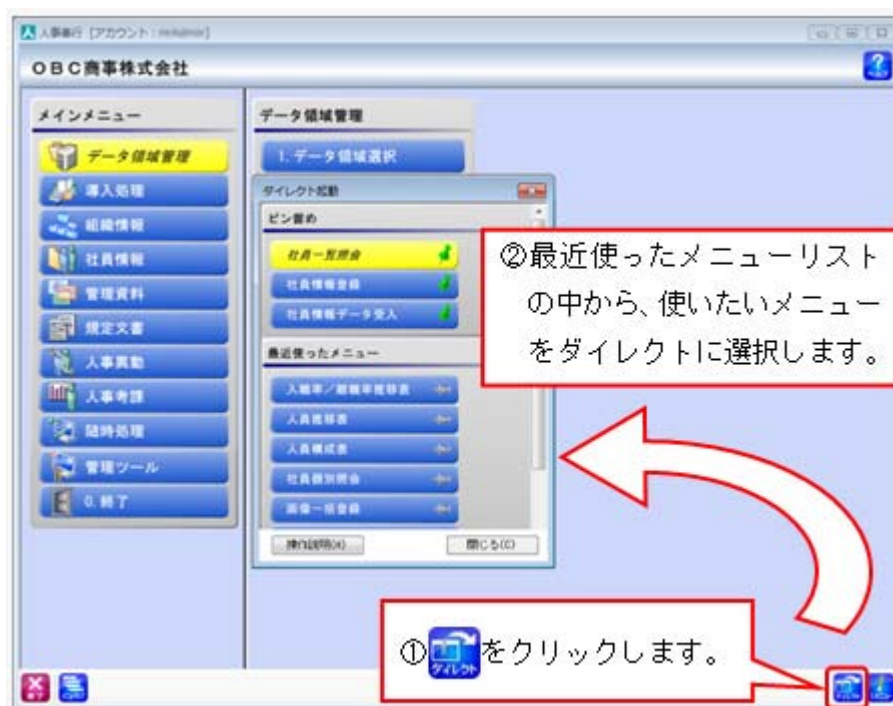 人事奉行 [アカウント:
OBC商事株式会社
メインメニュー
データ領域管理
導入処理
組織情報
社員情報
管理資料
規定文書
人事異動
人事考課
随時処理
管理ツール
0.終了
データ領域管理
1.データ領域選択
ダイレクト起動
ピン留め
社員一覧照会
社員情報登録
社員情報データ受入
最近使ったメニュー
入職率/離職率推移表
人員推移表
人員構成表
社員個別照会
画像一括登録
操作説明(H)
閉じる(C)
②最近使ったメニューリスト
の中から、使いたいメニュー
をダイレクトに選択します。
①
ダイレクト
をクリックします。
ダイレクト